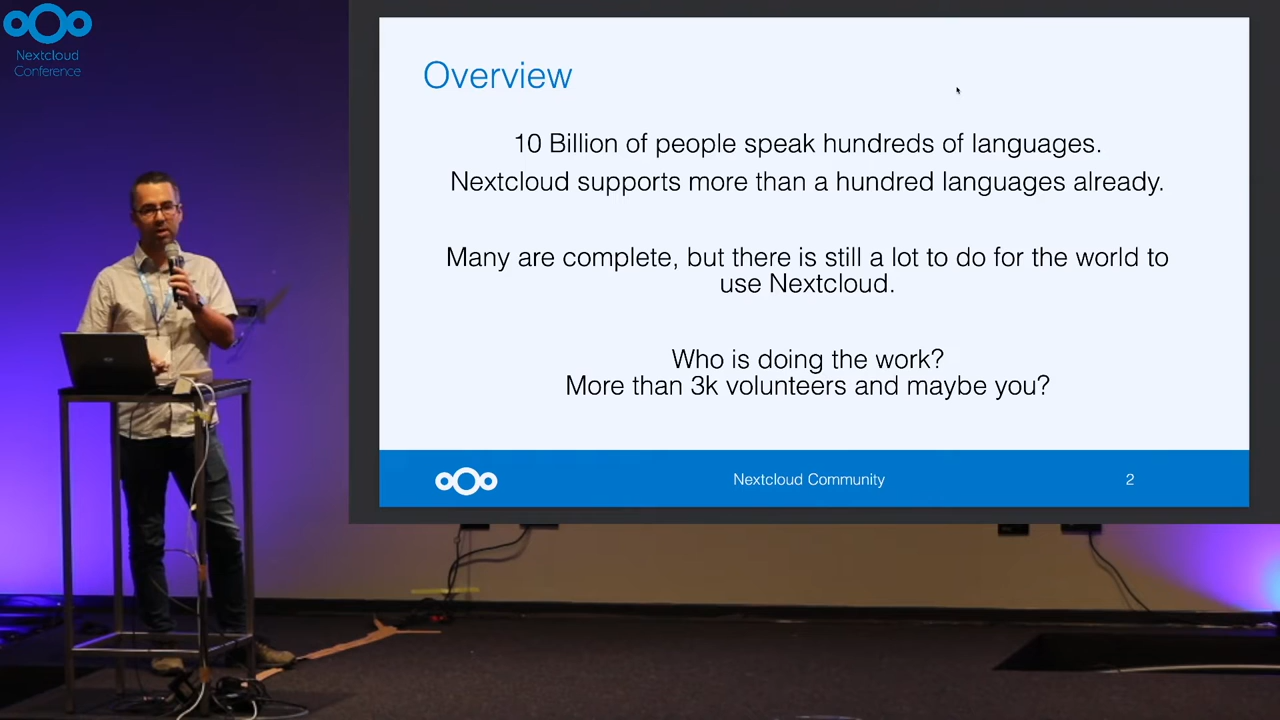 Nextcloud
Conference
Overview
10 Billion of people speak hundreds of languages.
Nextcloud supports more than a hundred languages already.
Many are complete, but there is still a lot to do for the world to
use Nextcloud.
Who is doing the work?
More than 3k volunteers and maybe you?
Nextcloud Community
2